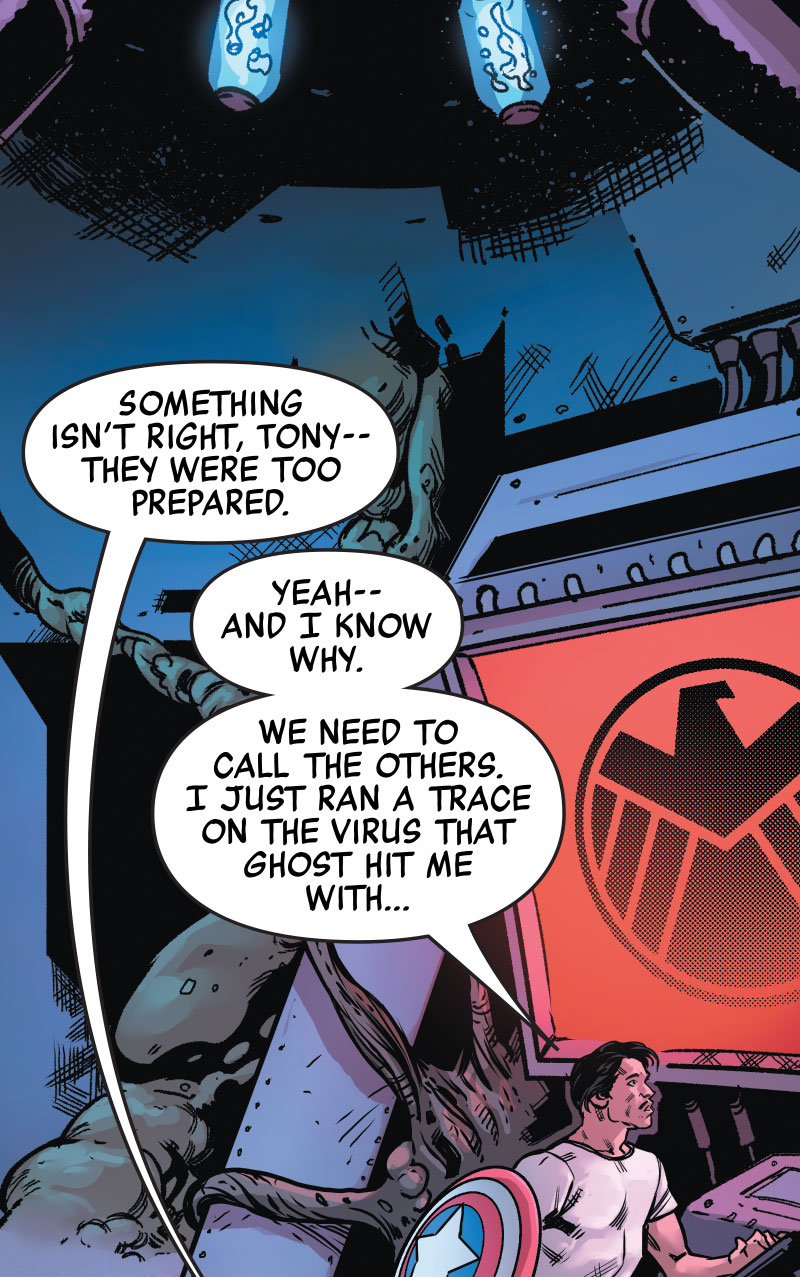 SOMETHING
ISN'T RIGHT, TONY--
THEY WERE TOO
PREPARED.
YEAH--
AND I KNOW
WHY.
WE NEED TO
CALL THE OTHERS.
I JUST RAN A TRACE
ON THE VIRUS THAT
GHOST HIT ME
WITH...